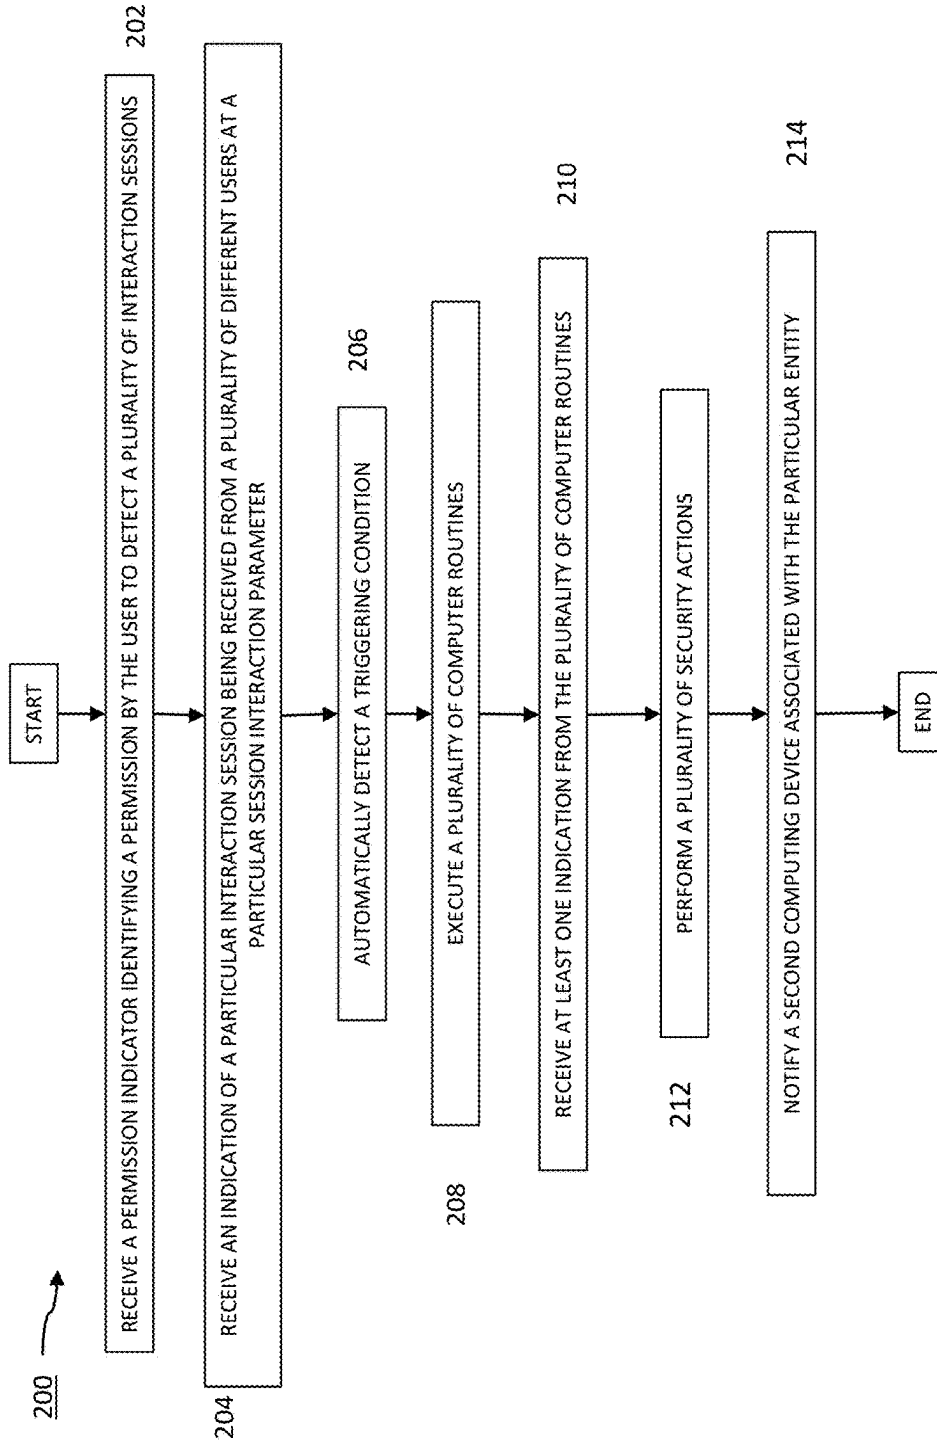 200
START
RECEIVE A PERMISSION INDICATOR IDENTIFYING A PERMISSION BY THE USER TO DETECT A PLURALITY OF INTERACTION SESSIONS
202
204
RECEIVE AN INDICATION OF A PARTICULAR INTERACTION SESSION BEING RECEIVED FROM A PLURALITY OF DIFFERENT USERS AT A
PARTICULAR SESSION INTERACTION PARAMETER
AUTOMATICALLY DETECT A TRIGGERING CONDITION
206
EXECUTE A PLURALITY OF COMPUTER ROUTINES
208
RECEIVE AT LEAST ONE INDICATION FROM THE PLURALITY OF COMPUTER ROUTINES
210
PERFORM A PLURALITY OF SECURITY ACTIONS
212
NOTIFY A SECOND COMPUTING DEVICE ASSOCIATED WITH THE PARTICULAR ENTITY
214
END